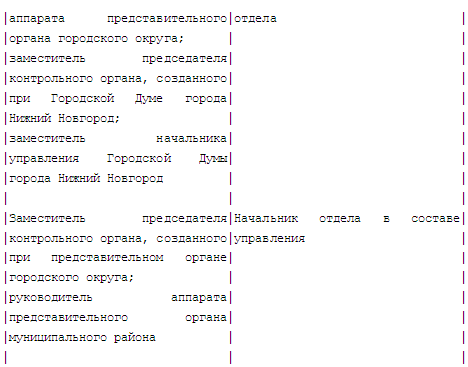 |аппарата представительного|отдела |
|органа городского округа; | |
|заместитель председателя| |
|контрольного органа, созданного| |
|при Городской Думе города| |
|Нижний Новгород; | |
|заместитель начальника| |
|управления Городской Думы| |
|города Нижний Новгород | |
| | |
|Заместитель председателя|Начальник отдела в составе|
|контрольного органа, созданного|управления |
|при представительном органе| |
|городского округа; | |
|руководитель аппарата| |
|представительного органа| |
|муниципального района | |
| | |